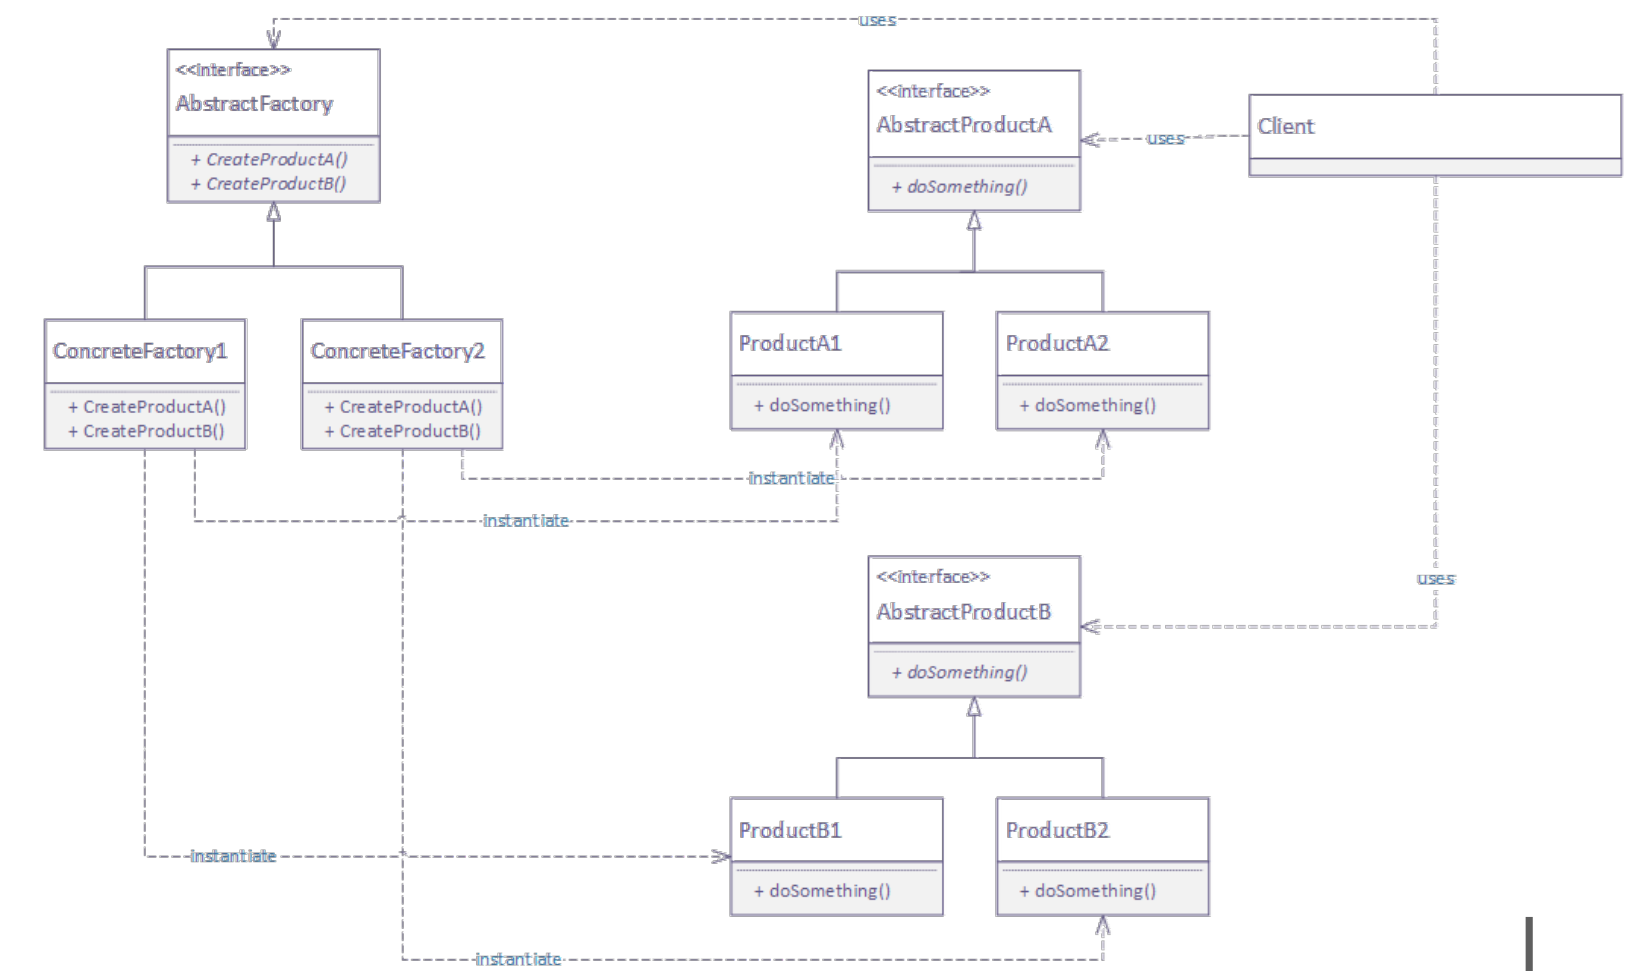 uses
<<interface>>
AbstractFactory
+ CreateProductA()
+ CreateProductB()
<<interface>>
AbstractProductA
+ doSomething()
uses
Client
ConcreteFactory1
+ CreateProductA()
+ CreateProductB()
ConcreteFactory2
+ CreateProductA()
+ CreateProductB()
ProductA1
+ doSomething()
ProductA2
+ doSomething()
instantiate
instantiate
<<interface>>
AbstractProductB
+ doSomething()
uses
ProductB1
+ doSomething()
ProductB2
+ doSomething()
instantiate
instantiate